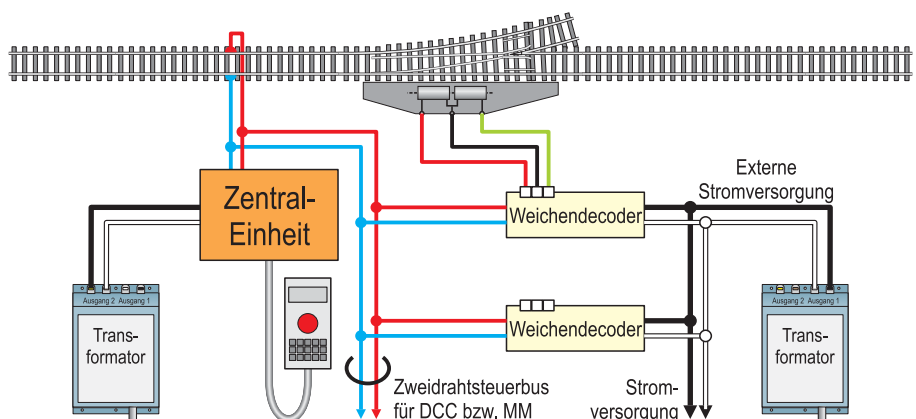 Zentral-
Einheit
Weichendecoder
Externe
Stromversorgung
Ausgang 2 Ausgang 1
Trans-
formator
Weichendecoder
Ausgang 2 Ausgang 1
Trans-
formator
Zweidrahtsteuerbus
für DCC bzw, MM
Strom-
versorgung